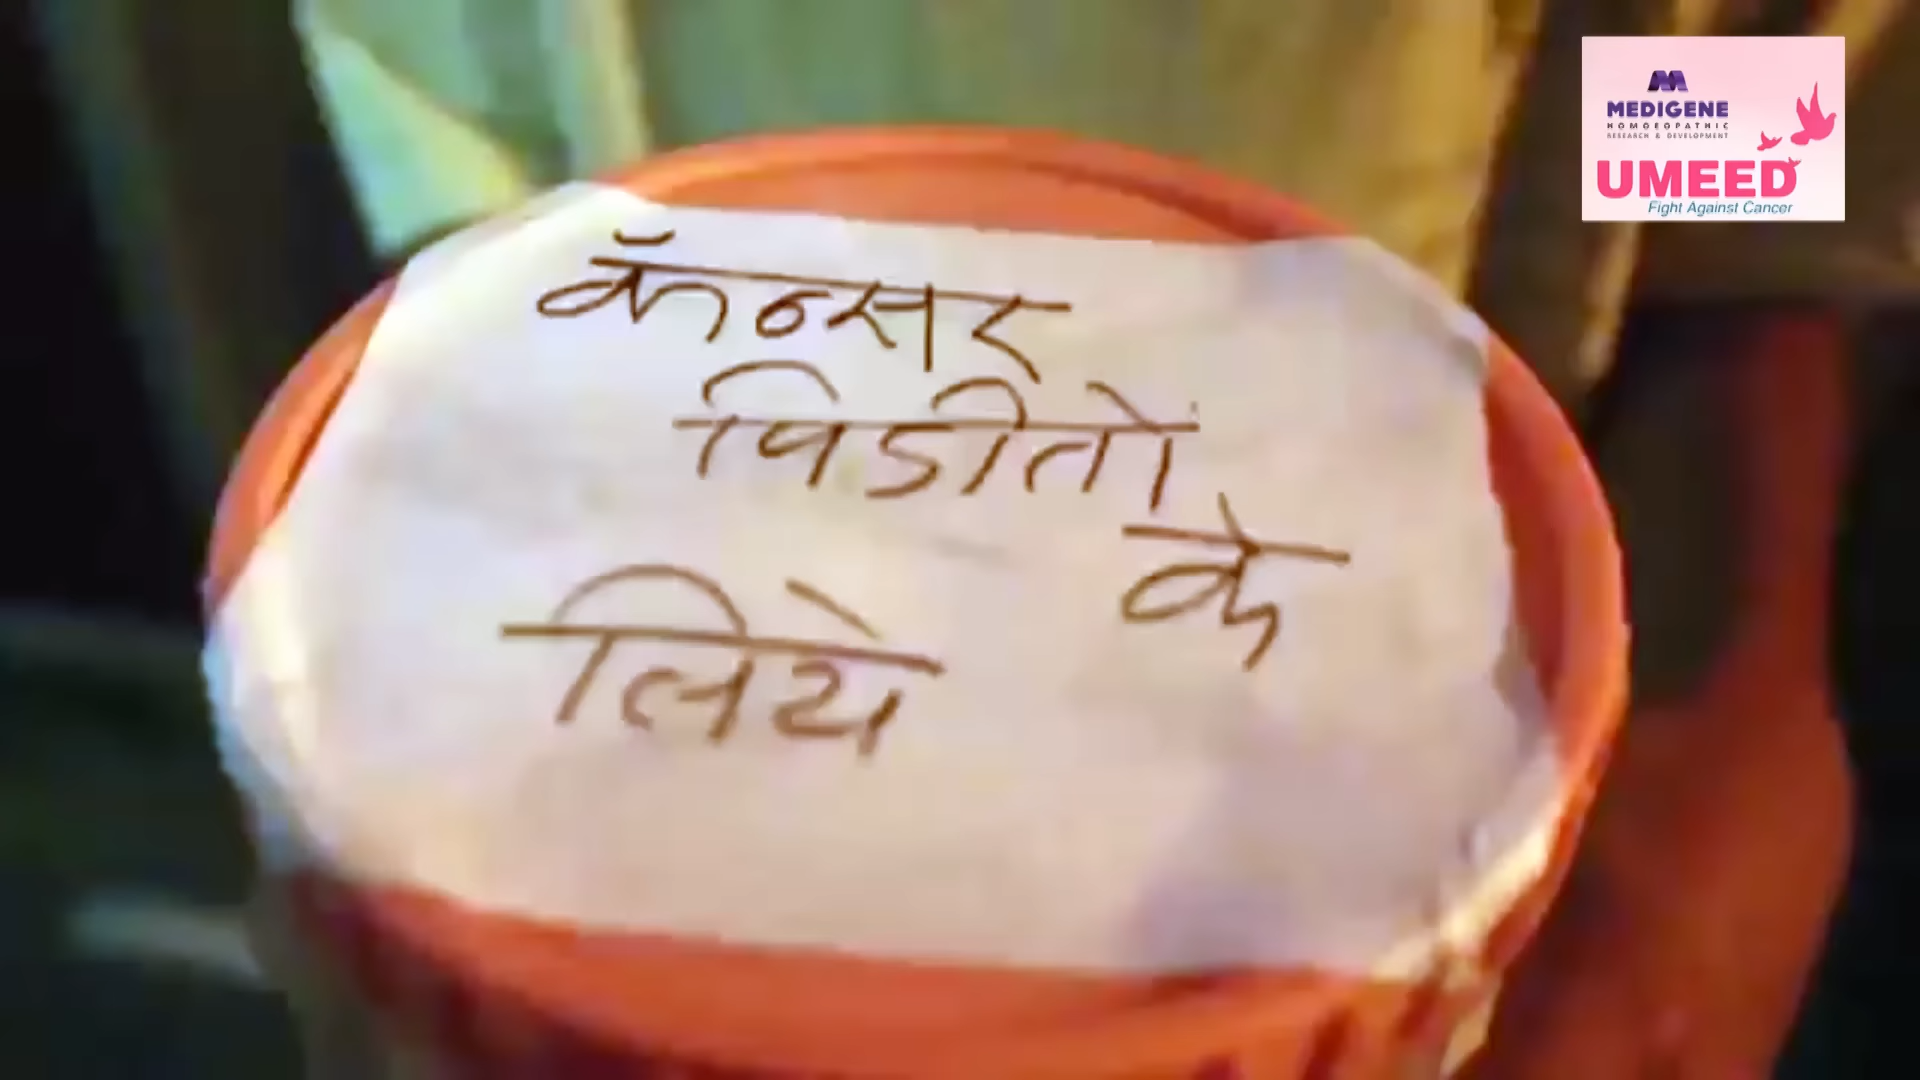 कॅन्सर
पिडीतो
के
लिये
MEDIGENE
HOMOEOPATHIC
RESEARCH & DEVELOPMENT
UMEED
Fight Against Cancer